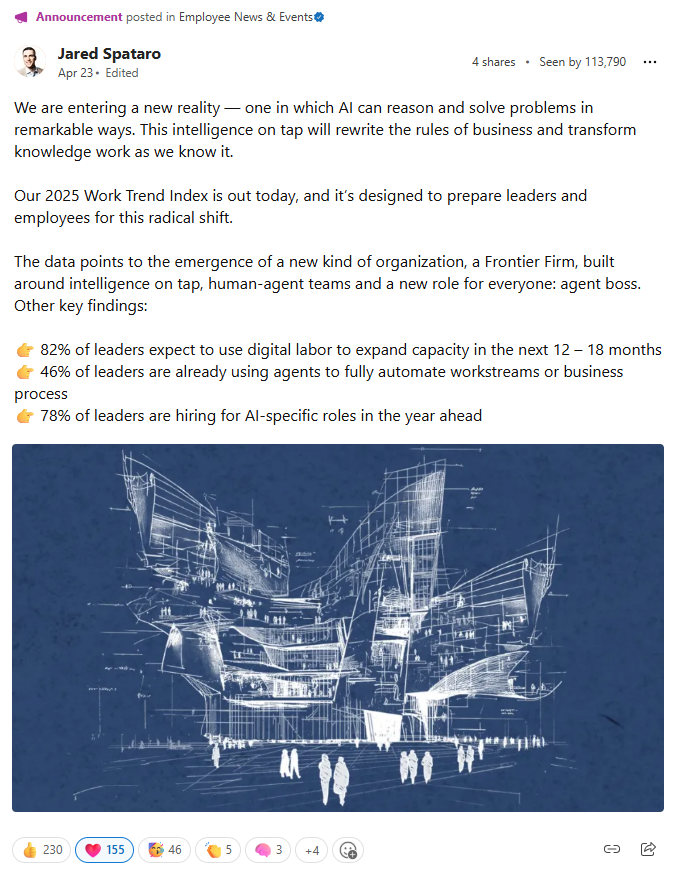 Announcement posted in Employee News & Events
Jared Spataro
Apr 23 • Edited
4 shares • Seen by 113,790
We are entering a new reality — one in which AI can reason and solve problems in
remarkable ways. This intelligence on tap will rewrite the rules of business and transform
knowledge work as we know it.
Our 2025 Work Trend Index is out today, and it's designed to prepare leaders and
employees for this radical shift.
The data points to the emergence of a new kind of organization, a Frontier Firm, built
around intelligence on tap, human-agent teams and a new role for everyone: agent boss.
Other key findings:
👉 82% of leaders expect to use digital labor to expand capacity in the next 12 – 18 months
👉 46% of leaders are already using agents to fully automate workstreams or business
process
👉 78% of leaders are hiring for AI-specific roles in the year ahead
👍 230 ❤️ 155 🥳 46 👏 5 🧠 3 +4